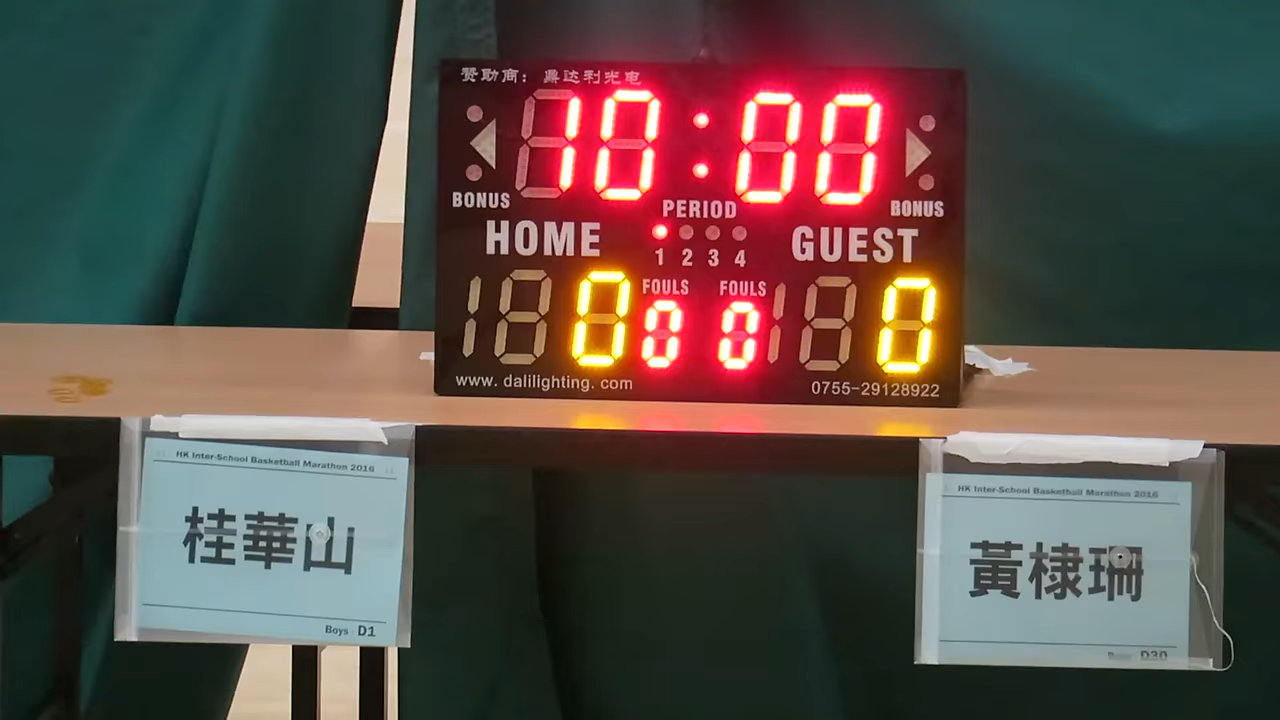 赞助商：鼎达利光电
10:00
BONUS
PERIOD
BONUS
HOME
1 2 3 4
GUEST
FOULS
FOULS
0
0
0
0
www.dalilighting.com
0755-29128922
HK Inter-School Basketball Marathon 2016
桂華山
Boys D1
HK Inter-School Basketball Marathon 2016
黃棣珊
Boys D30